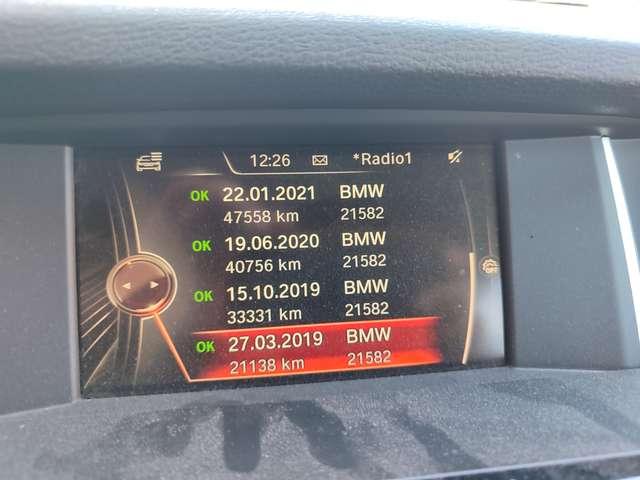 12:26 *Radio1
OK 22.01.2021 BMW
47558 km 21582
OK 19.06.2020 BMW
40756 km 21582
OK 15.10.2019 BMW
33331 km 21582
OK 27.03.2019 BMW
21138 km 21582
OFF